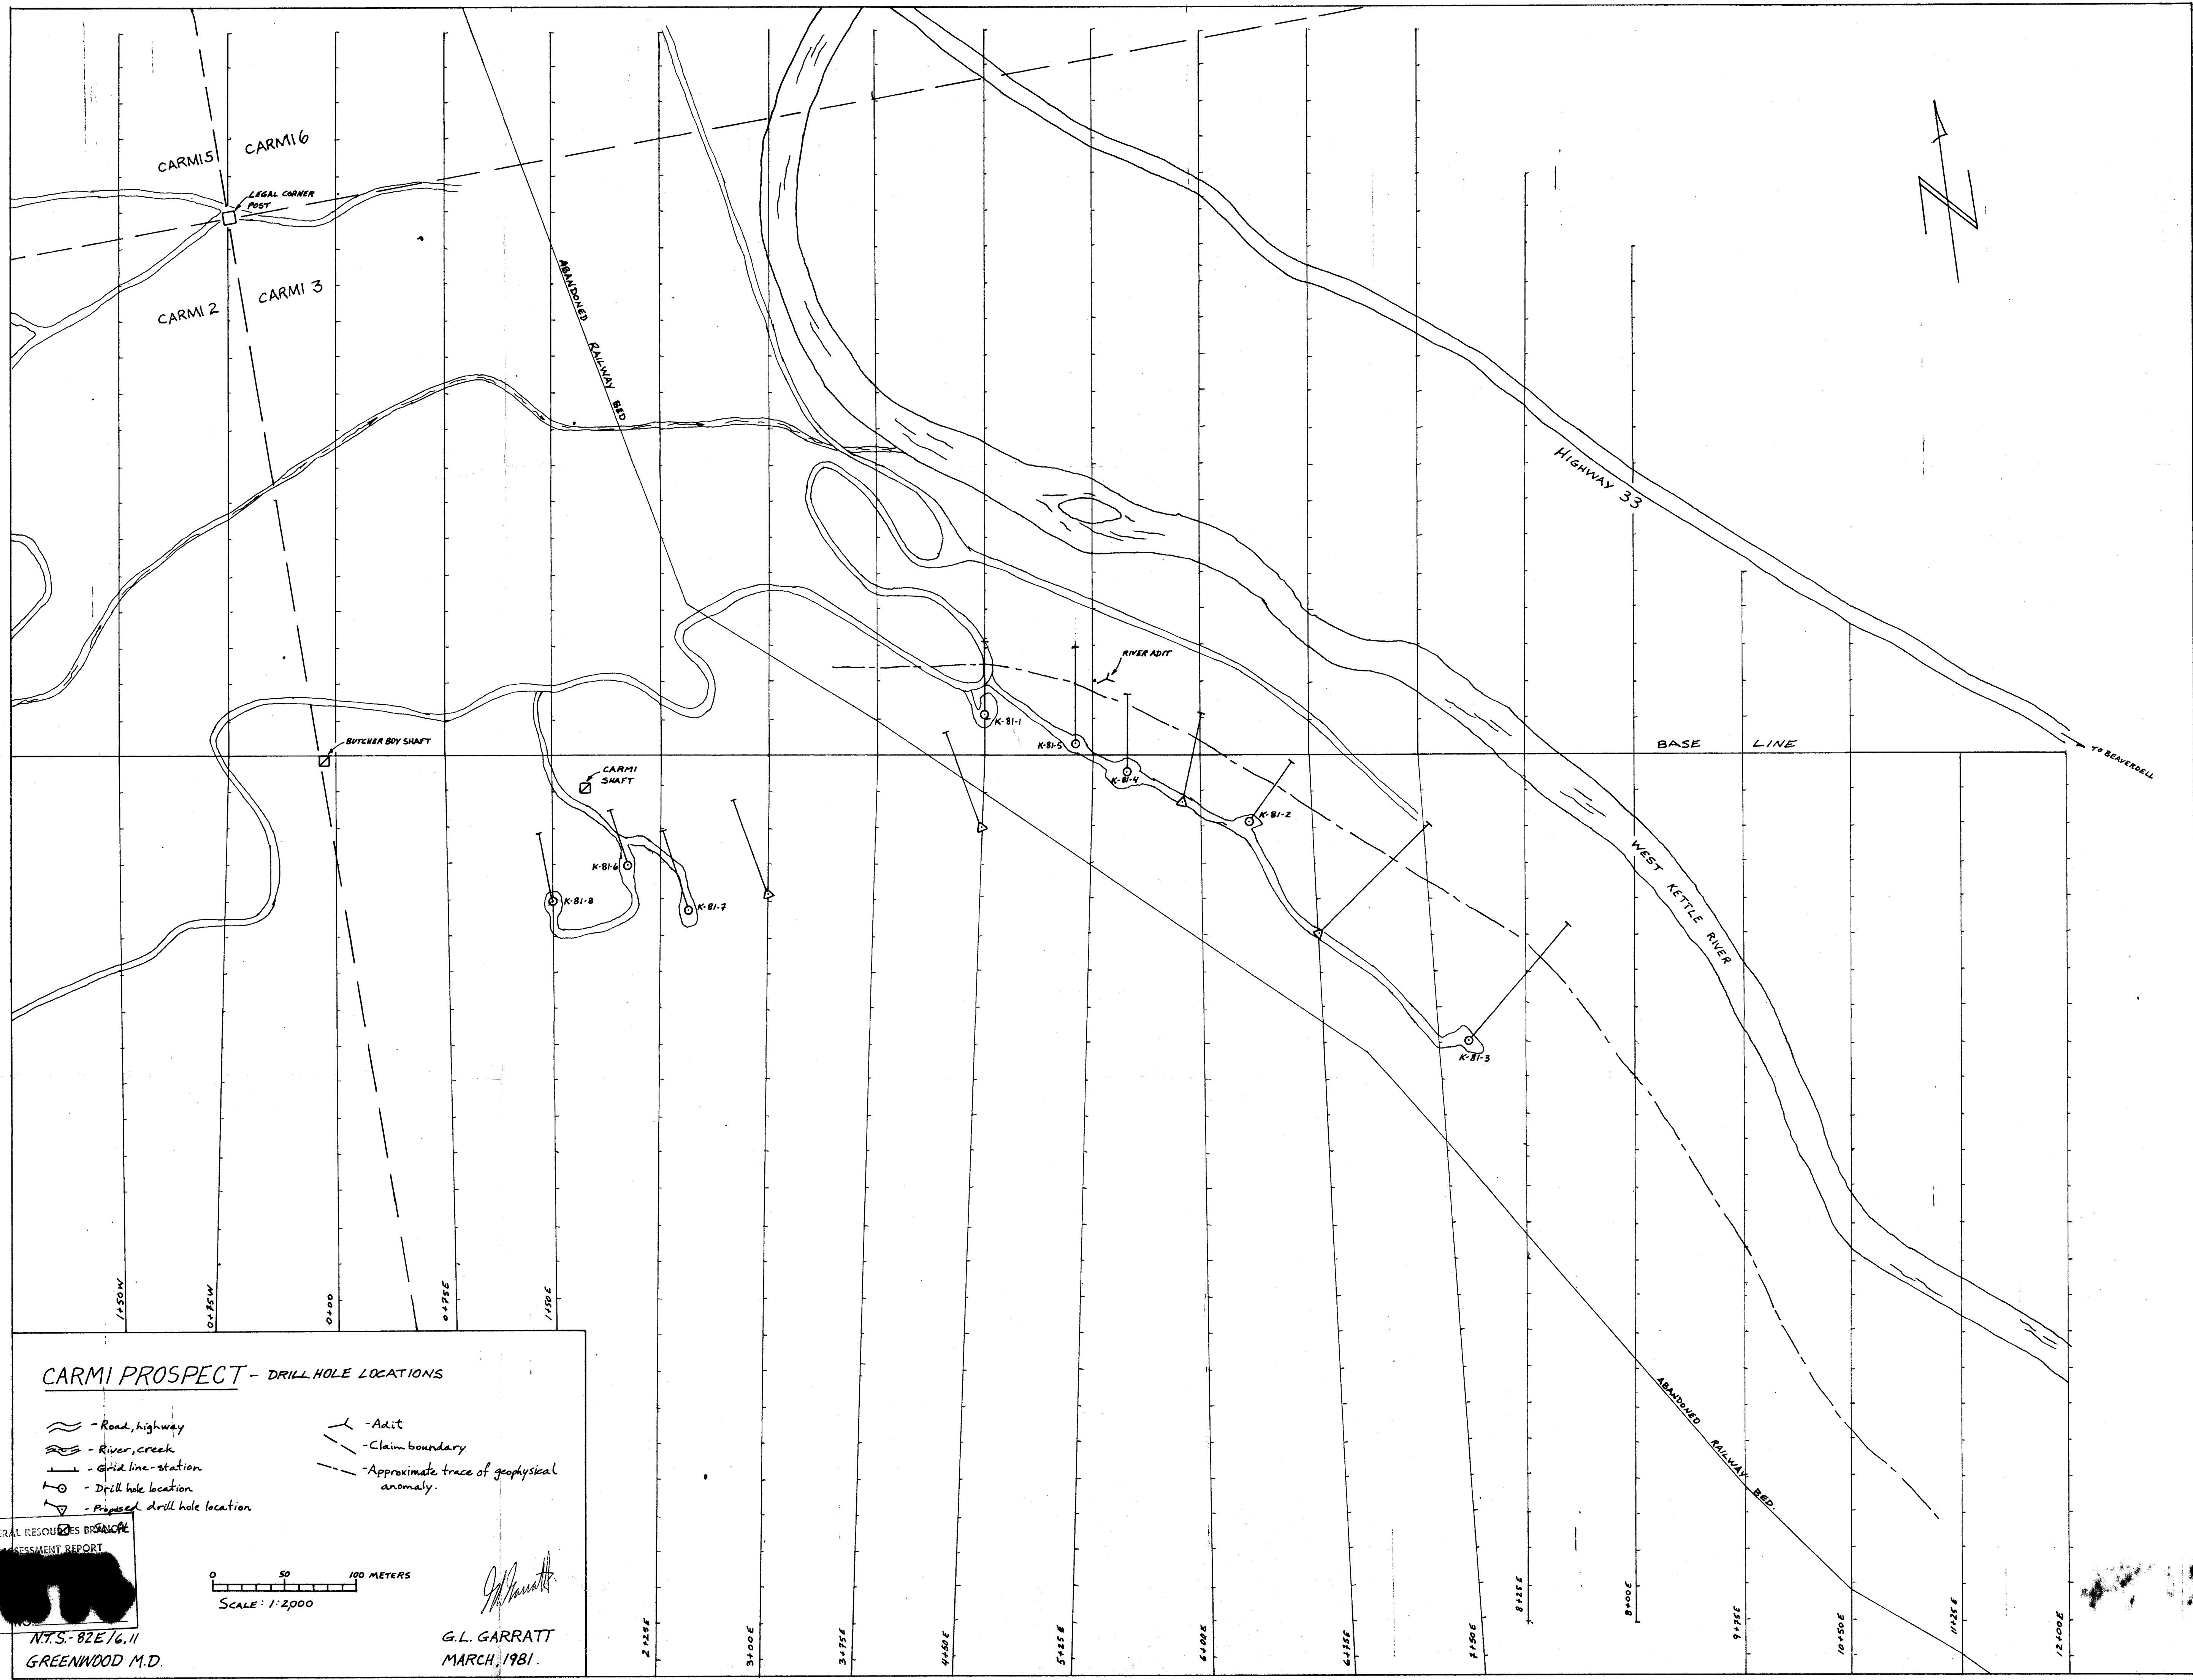 CARMI 5
CARMI 6
LEGAL CORNER
POST
CARMI 2
CARMI 3
ABANDONED RAILWAY BED
HIGHWAY 33
RIVER ADIT
K-81-1
K-81-5
BASE LINE
TO BEAVERDELL
BUTCHER BOY SHAFT
CARMI
SHAFT
K-81-4
K-81-2
K-81-6
K-81-8
K-81-7
WEST KETTLE RIVER
K-81-3
1+50W
0+75W
0+00
0+75E
1+50E
ABANDONED RAILWAY BED.
CARMI PROSPECT - DRILL HOLE LOCATIONS
- Road, highway
- River, creek
- Grid line-station
- Drill hole location
- Proposed drill hole location
- Adit
- Claim boundary
- Approximate trace of geophysical
anomaly.
RESOURCES
ASSESSMENT REPORT
NO.
0 50 100 METERS
SCALE: 1:2,000
N.T.S.- 82E/6,11
GREENWOOD M.D.
G.L. GARRATT
MARCH, 1981.
2+25E
3+00E
3+75E
4+50E
5+25E
6+00E
6+75E
7+50E
8+25E
8+00E
9+75E
10+50E
11+25E
12+00E